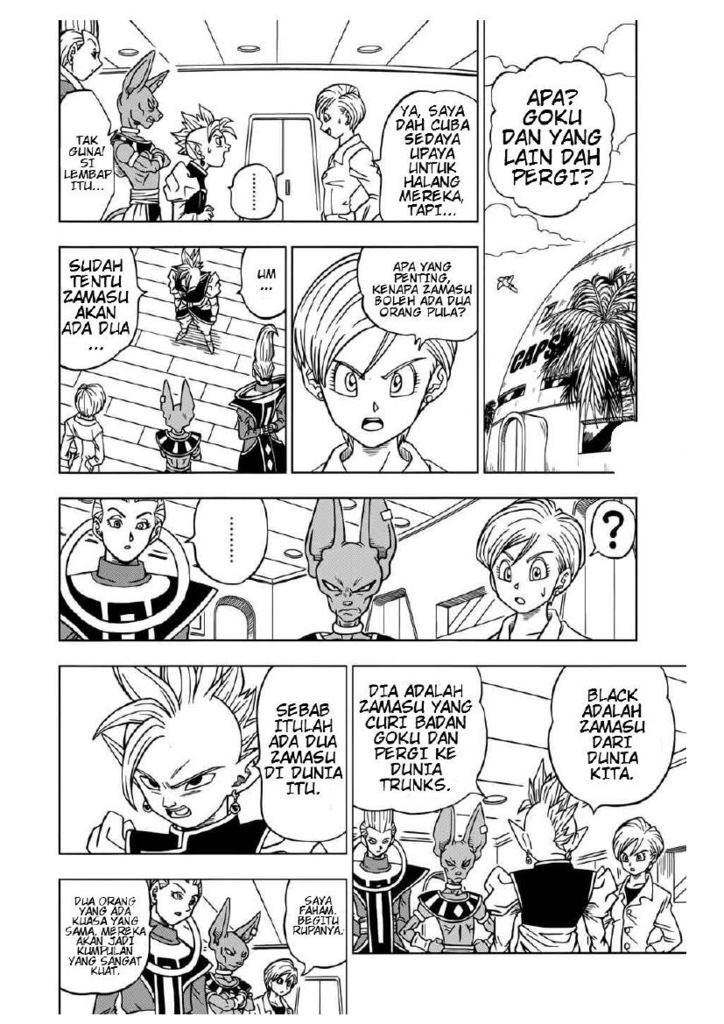 APA?
GOKU
DAN YANG
LAIN DAH
PERGI?
CAPS
YA, SAYA
DAH CUBA
SEDAYA
UPAYA
UNTUK
HALANG
MEREKA,
TAPI...
.........
TAK
GUNA!
SI
LEMBAP
ITU...
APA YANG
PENTING,
KENAPA ZAMASU
BOLEH ADA DUA
ORANG PULA?
UM
...
SUDAH
TENTU
ZAMASU
AKAN
ADA DUA
...
?
.........
BLACK
ADALAH
ZAMASU
DARI
DUNIA
KITA.
DIA ADALAH
ZAMASU YANG
CURI BADAN
GOKU DAN
PERGI KE
DUNIA
TRUNKS.
SEBAB
ITULAH
ADA DUA
ZAMASU
DI DUNIA
ITU.
SAYA
FAHAM.
BEGITU
RUPANYA.
DUA ORANG
YANG ADA
KUASA YANG
SAMA. MEREKA
AKAN JADI
KUMPULAN
YANG SANGAT
KUAT.